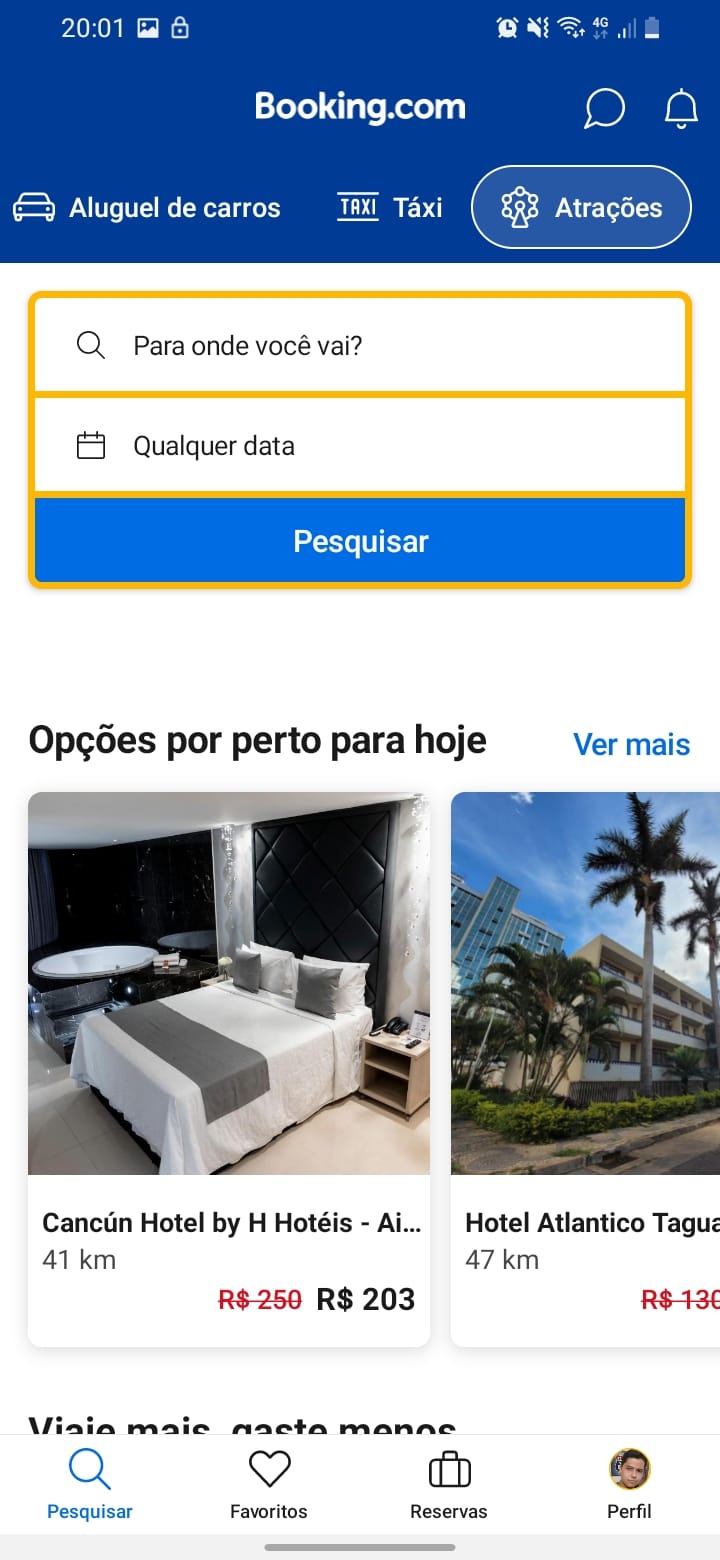 20:01
4G
Booking.com
Aluguel de carros
TAXI Táxi
Atrações
Para onde você vai?
Qualquer data
Pesquisar
Opções por perto para hoje
Ver mais
Cancún Hotel by H Hotéis - Ai...
41 km
R$ 250 R$ 203
Hotel Atlantico Tagua
47 km
R$ 130
Viaje mais, gaste menos
Pesquisar
Favoritos
Reservas
Perfil